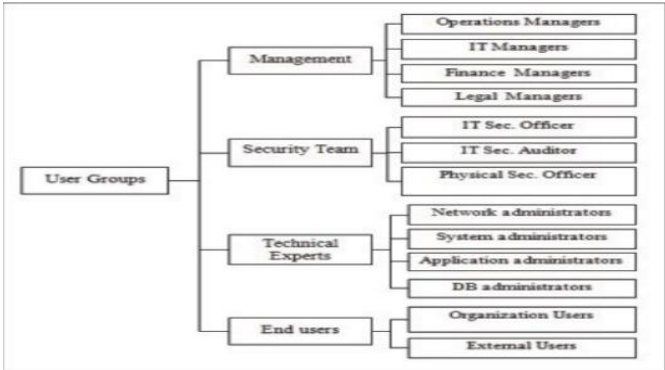 User Groups
Management
Operations Managers
IT Managers
Finance Managers
Legal Managers
Security Team
IT Sec. Officer
IT Sec. Auditor
Physical Sec. Officer
Technical
Experts
Network administrators
System administrators
Application administrators
DB administrators
End users
Organization Users
External Users